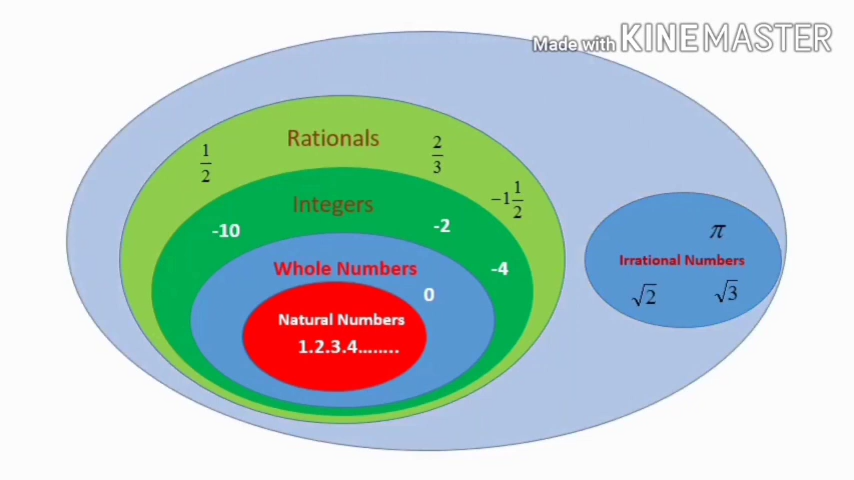 Made with KINEMASTER
Rationals
1/2
2/3
-1 1/2
Integers
-10
-2
-4
Whole Numbers
0
Natural Numbers
1.2.3.4........
π
Irrational Numbers
√2
√3